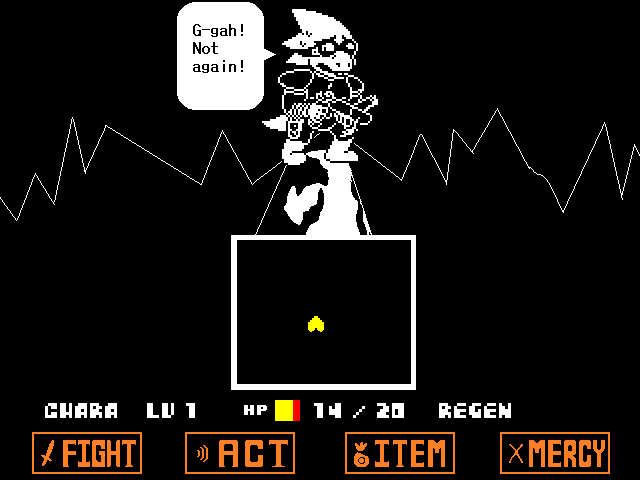 G-gah!
Not
again!
CHARA LV 1 HP 14 / 20 REGEN
FIGHT ACT ITEM MERCY